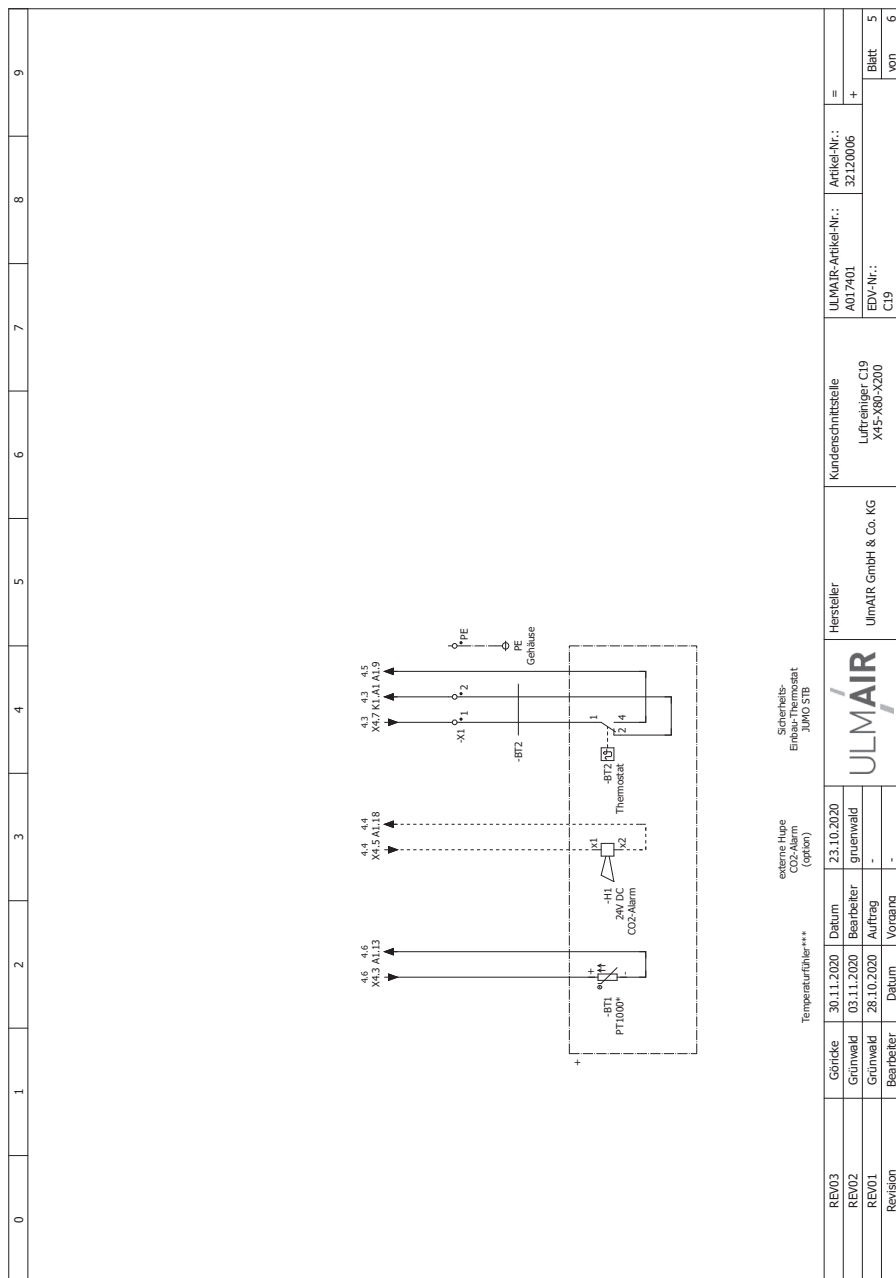 0 1 2 3 4 5 6 7 8 9
4.6 4.6 4.4 4.4 4.3 4.3 4.5
X4.3 A1.13 X4.5 A1.18 X4.7 K1.A1 A1.9
-X1 1 2 PE
-BT2
PE
Gehäuse
+
-BT1
PT1000*
+
-
-H1
24V DC
CO2-Alarm
x1
x2
-BT2
Thermostat
1
2 4
Temperaturfühler***
externe Hupe
CO2-Alarm
(option)
Sicherheits-
Einbau-Thermostat
JUMO STB
REV03 Göricke 30.11.2020 Datum 23.10.2020
REV02 Grünwald 03.11.2020 Bearbeiter gruenwald
REV01 Grünwald 28.10.2020 Auftrag -
Revision Bearbeiter Datum Vorgang -
ULMAIR
Hersteller
UlmAIR GmbH & Co. KG
Kundenschnittstelle
Luftreiniger C19
X45-X80-X200
ULMAIR-Artikel-Nr.:
A017401
Artikel-Nr.:
32120006
=
+
EDV-Nr.:
C19
Blatt 5
von 6